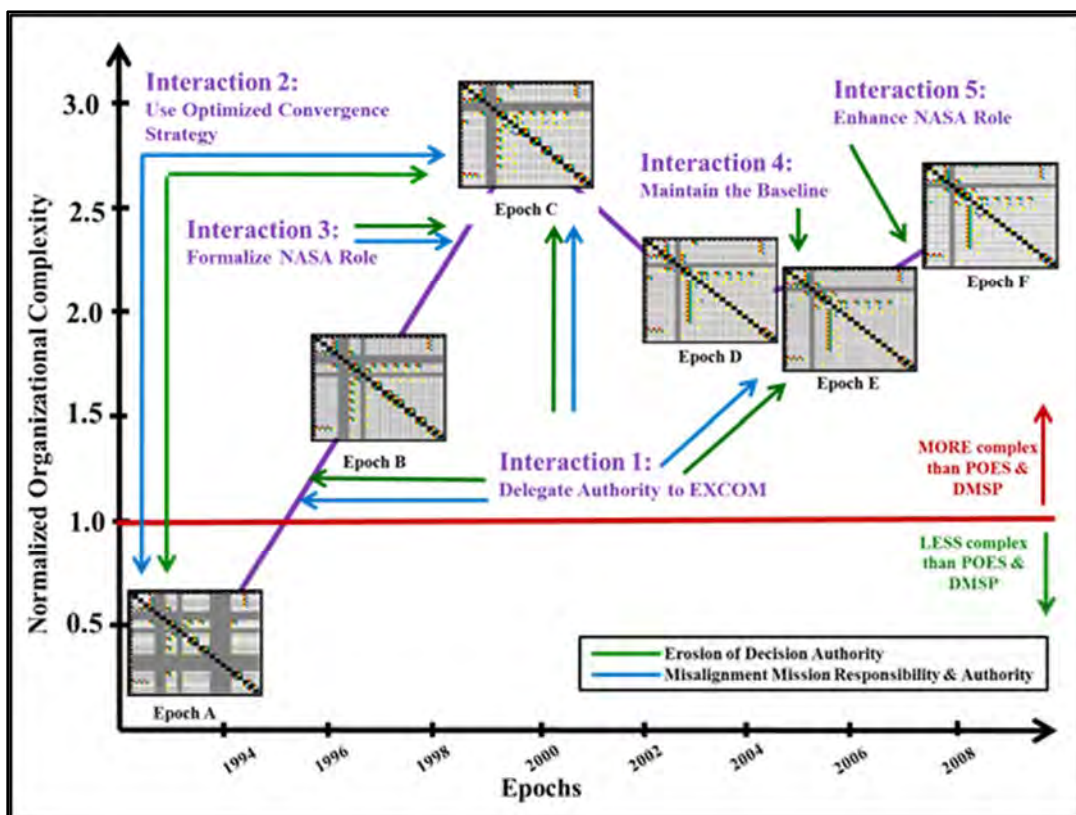 Normalized Organizational Complexity
3.0
2.5
2.0
1.5
1.0
0.5
Interaction 2:
Use Optimized Convergence
Strategy
Interaction 3:
Formalize NASA Role
Interaction 4:
Maintain the Baseline
Interaction 5:
Enhance NASA Role
Epoch C
Epoch D
Epoch E
Epoch F
Epoch B
Interaction 1:
Delegate Authority to EXCOM
MORE complex
than POES &
DMSP
LESS complex
than POES &
DMSP
Epoch A
Erosion of Decision Authority
Misalignment Mission Responsibility & Authority
1994
1996
1998
2000
2002
2004
2006
2008
Epochs